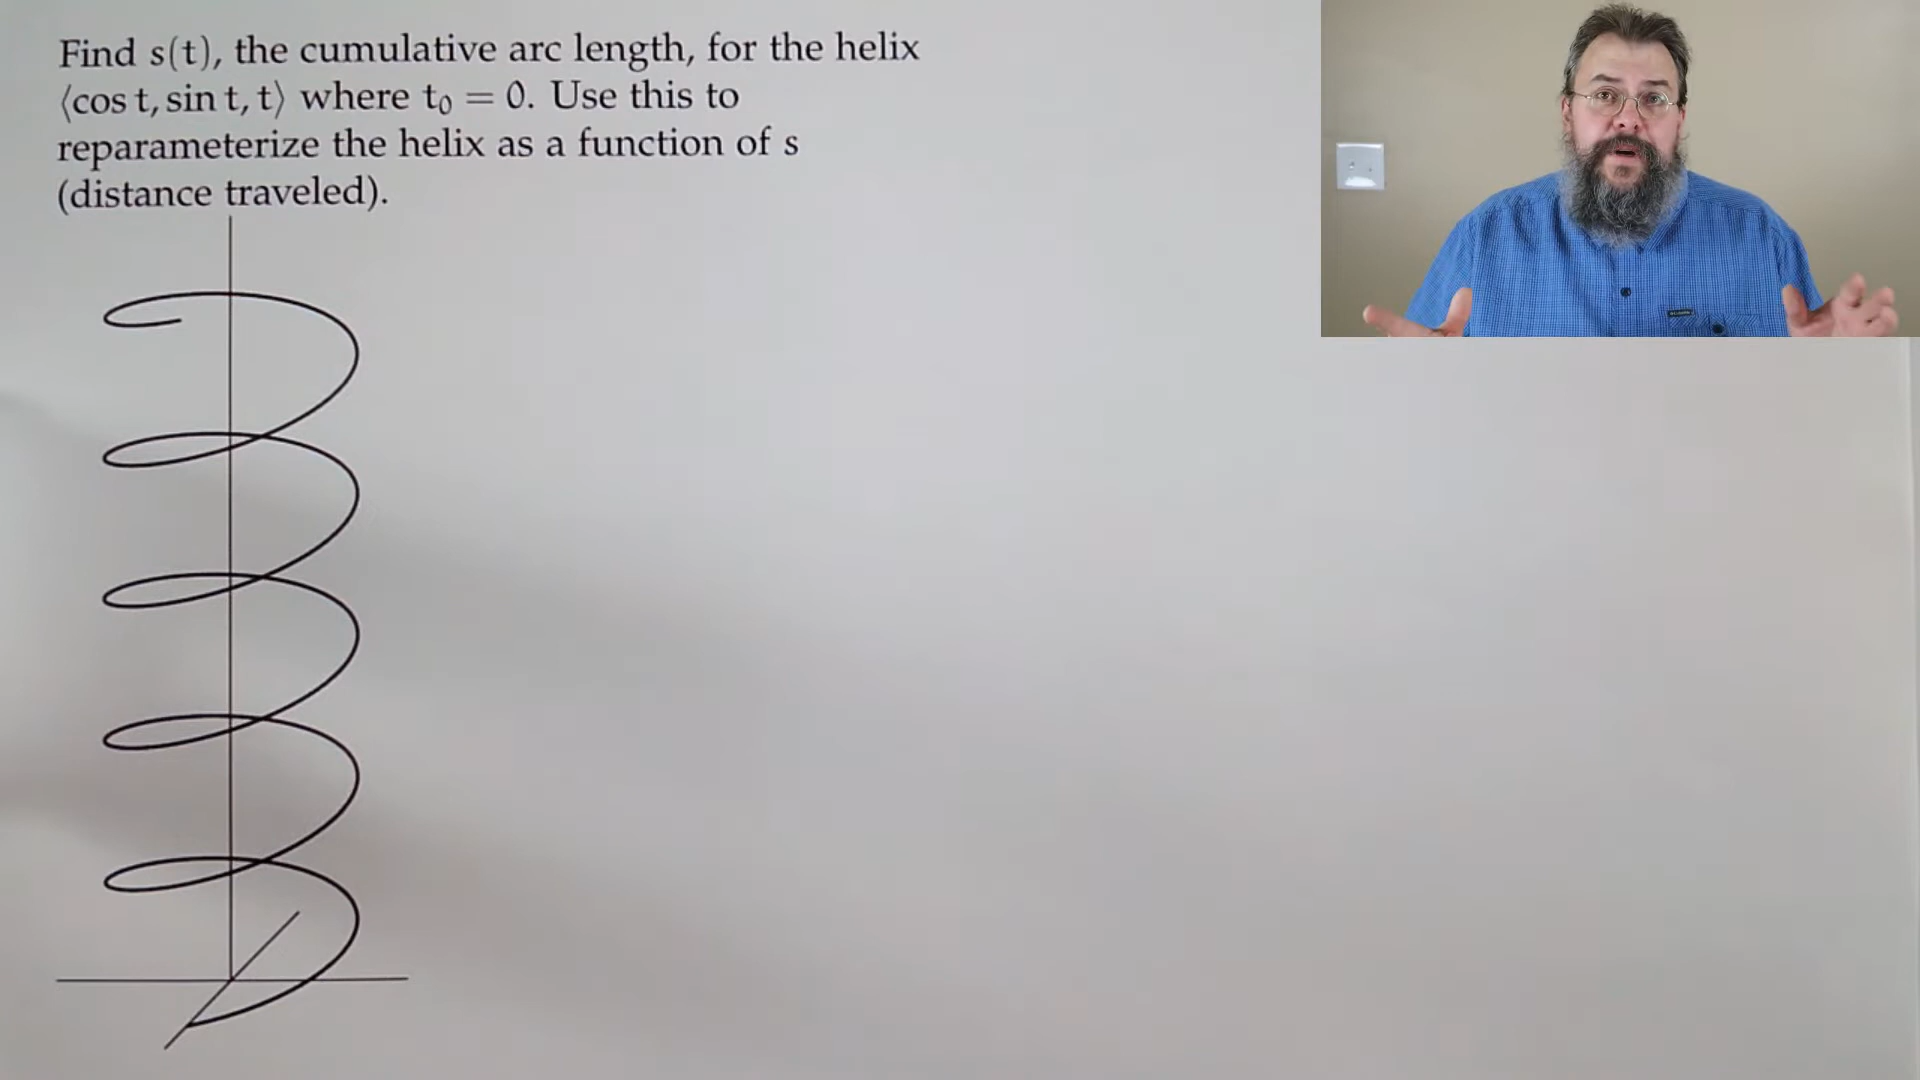 Find s(t), the cumulative arc length, for the helix
⟨cos t, sin t, t⟩ where t₀ = 0. Use this to
reparameterize the helix as a function of s
(distance traveled).